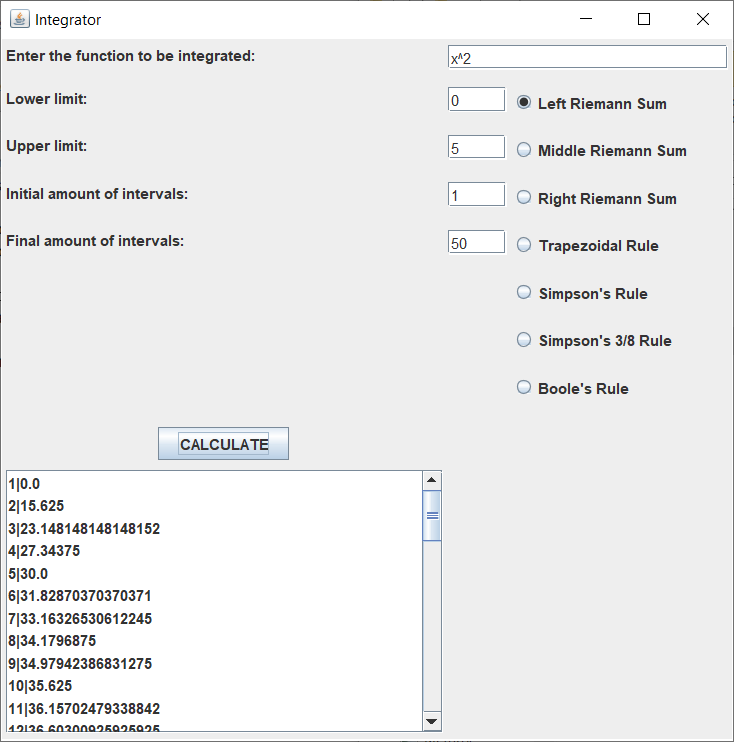 Integrator
Enter the function to be integrated: x^2
Lower limit: 0 Left Riemann Sum
Upper limit: 5 Middle Riemann Sum
Initial amount of intervals: 1 Right Riemann Sum
Final amount of intervals: 50 Trapezoidal Rule
Simpson's Rule
Simpson's 3/8 Rule
Boole's Rule
CALCULATE
1|0.0
2|15.625
3|23.148148148148152
4|27.34375
5|30.0
6|31.82870370370371
7|33.16326530612245
8|34.1796875
9|34.97942386831275
10|35.625
11|36.15702479338842
12|36.60300925925925